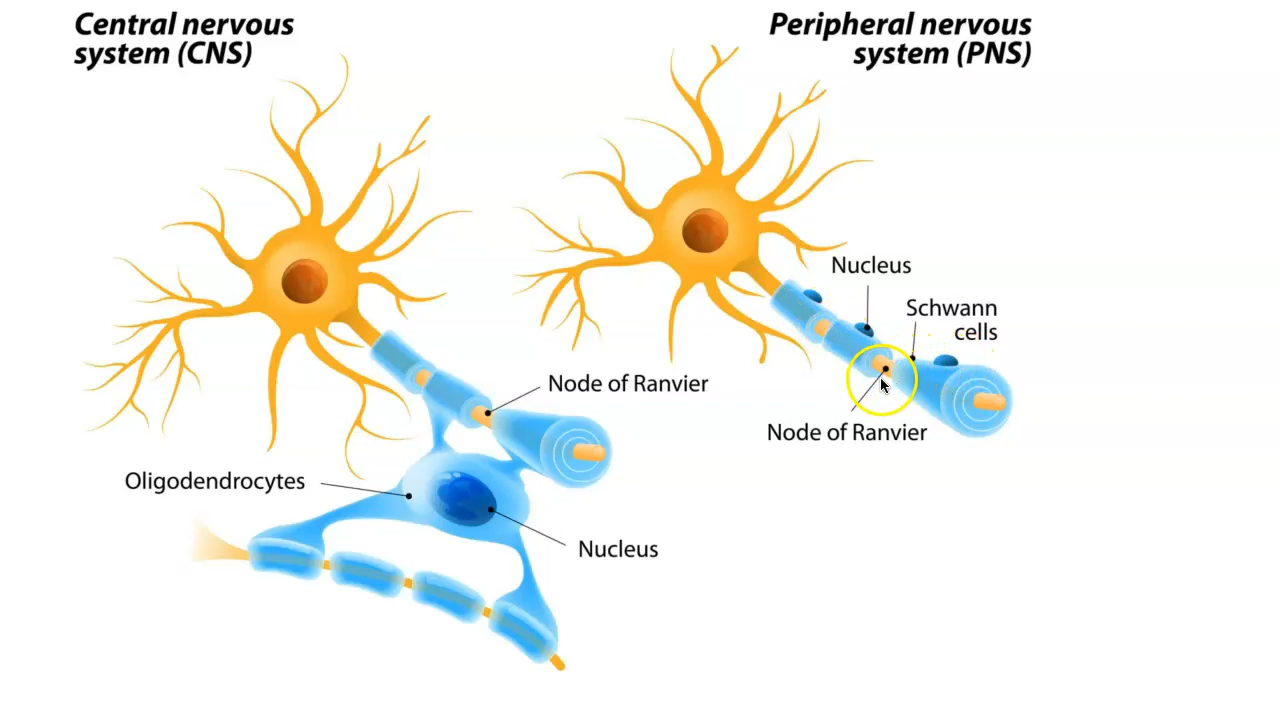 Central nervous
system (CNS)
Peripheral nervous
system (PNS)
Nucleus
Schwann
cells
Node of Ranvier
Node of Ranvier
Oligodendrocytes
Nucleus